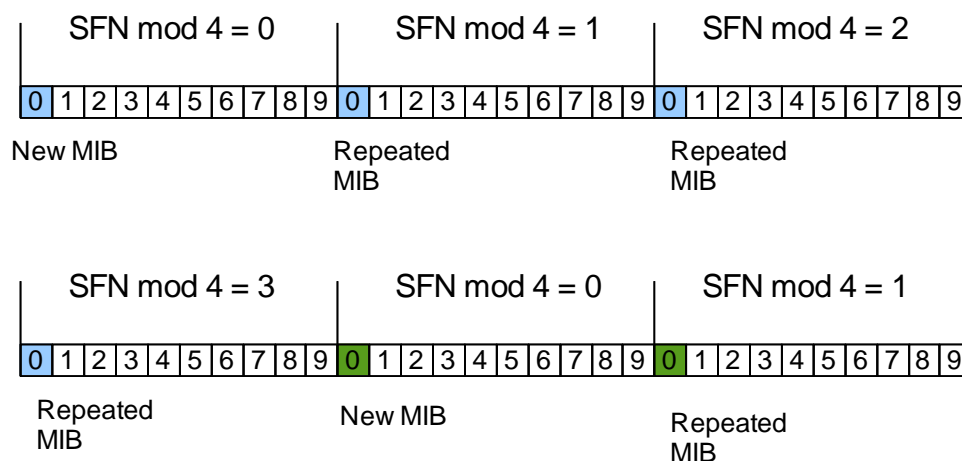 SFN mod 4 = 0 SFN mod 4 = 1 SFN mod 4 = 2
0 1 2 3 4 5 6 7 8 9 0 1 2 3 4 5 6 7 8 9 0 1 2 3 4 5 6 7 8 9
New MIB Repeated Repeated
MIB MIB
SFN mod 4 = 3 SFN mod 4 = 0 SFN mod 4 = 1
0 1 2 3 4 5 6 7 8 9 0 1 2 3 4 5 6 7 8 9 0 1 2 3 4 5 6 7 8 9
Repeated New MIB Repeated
MIB MIB